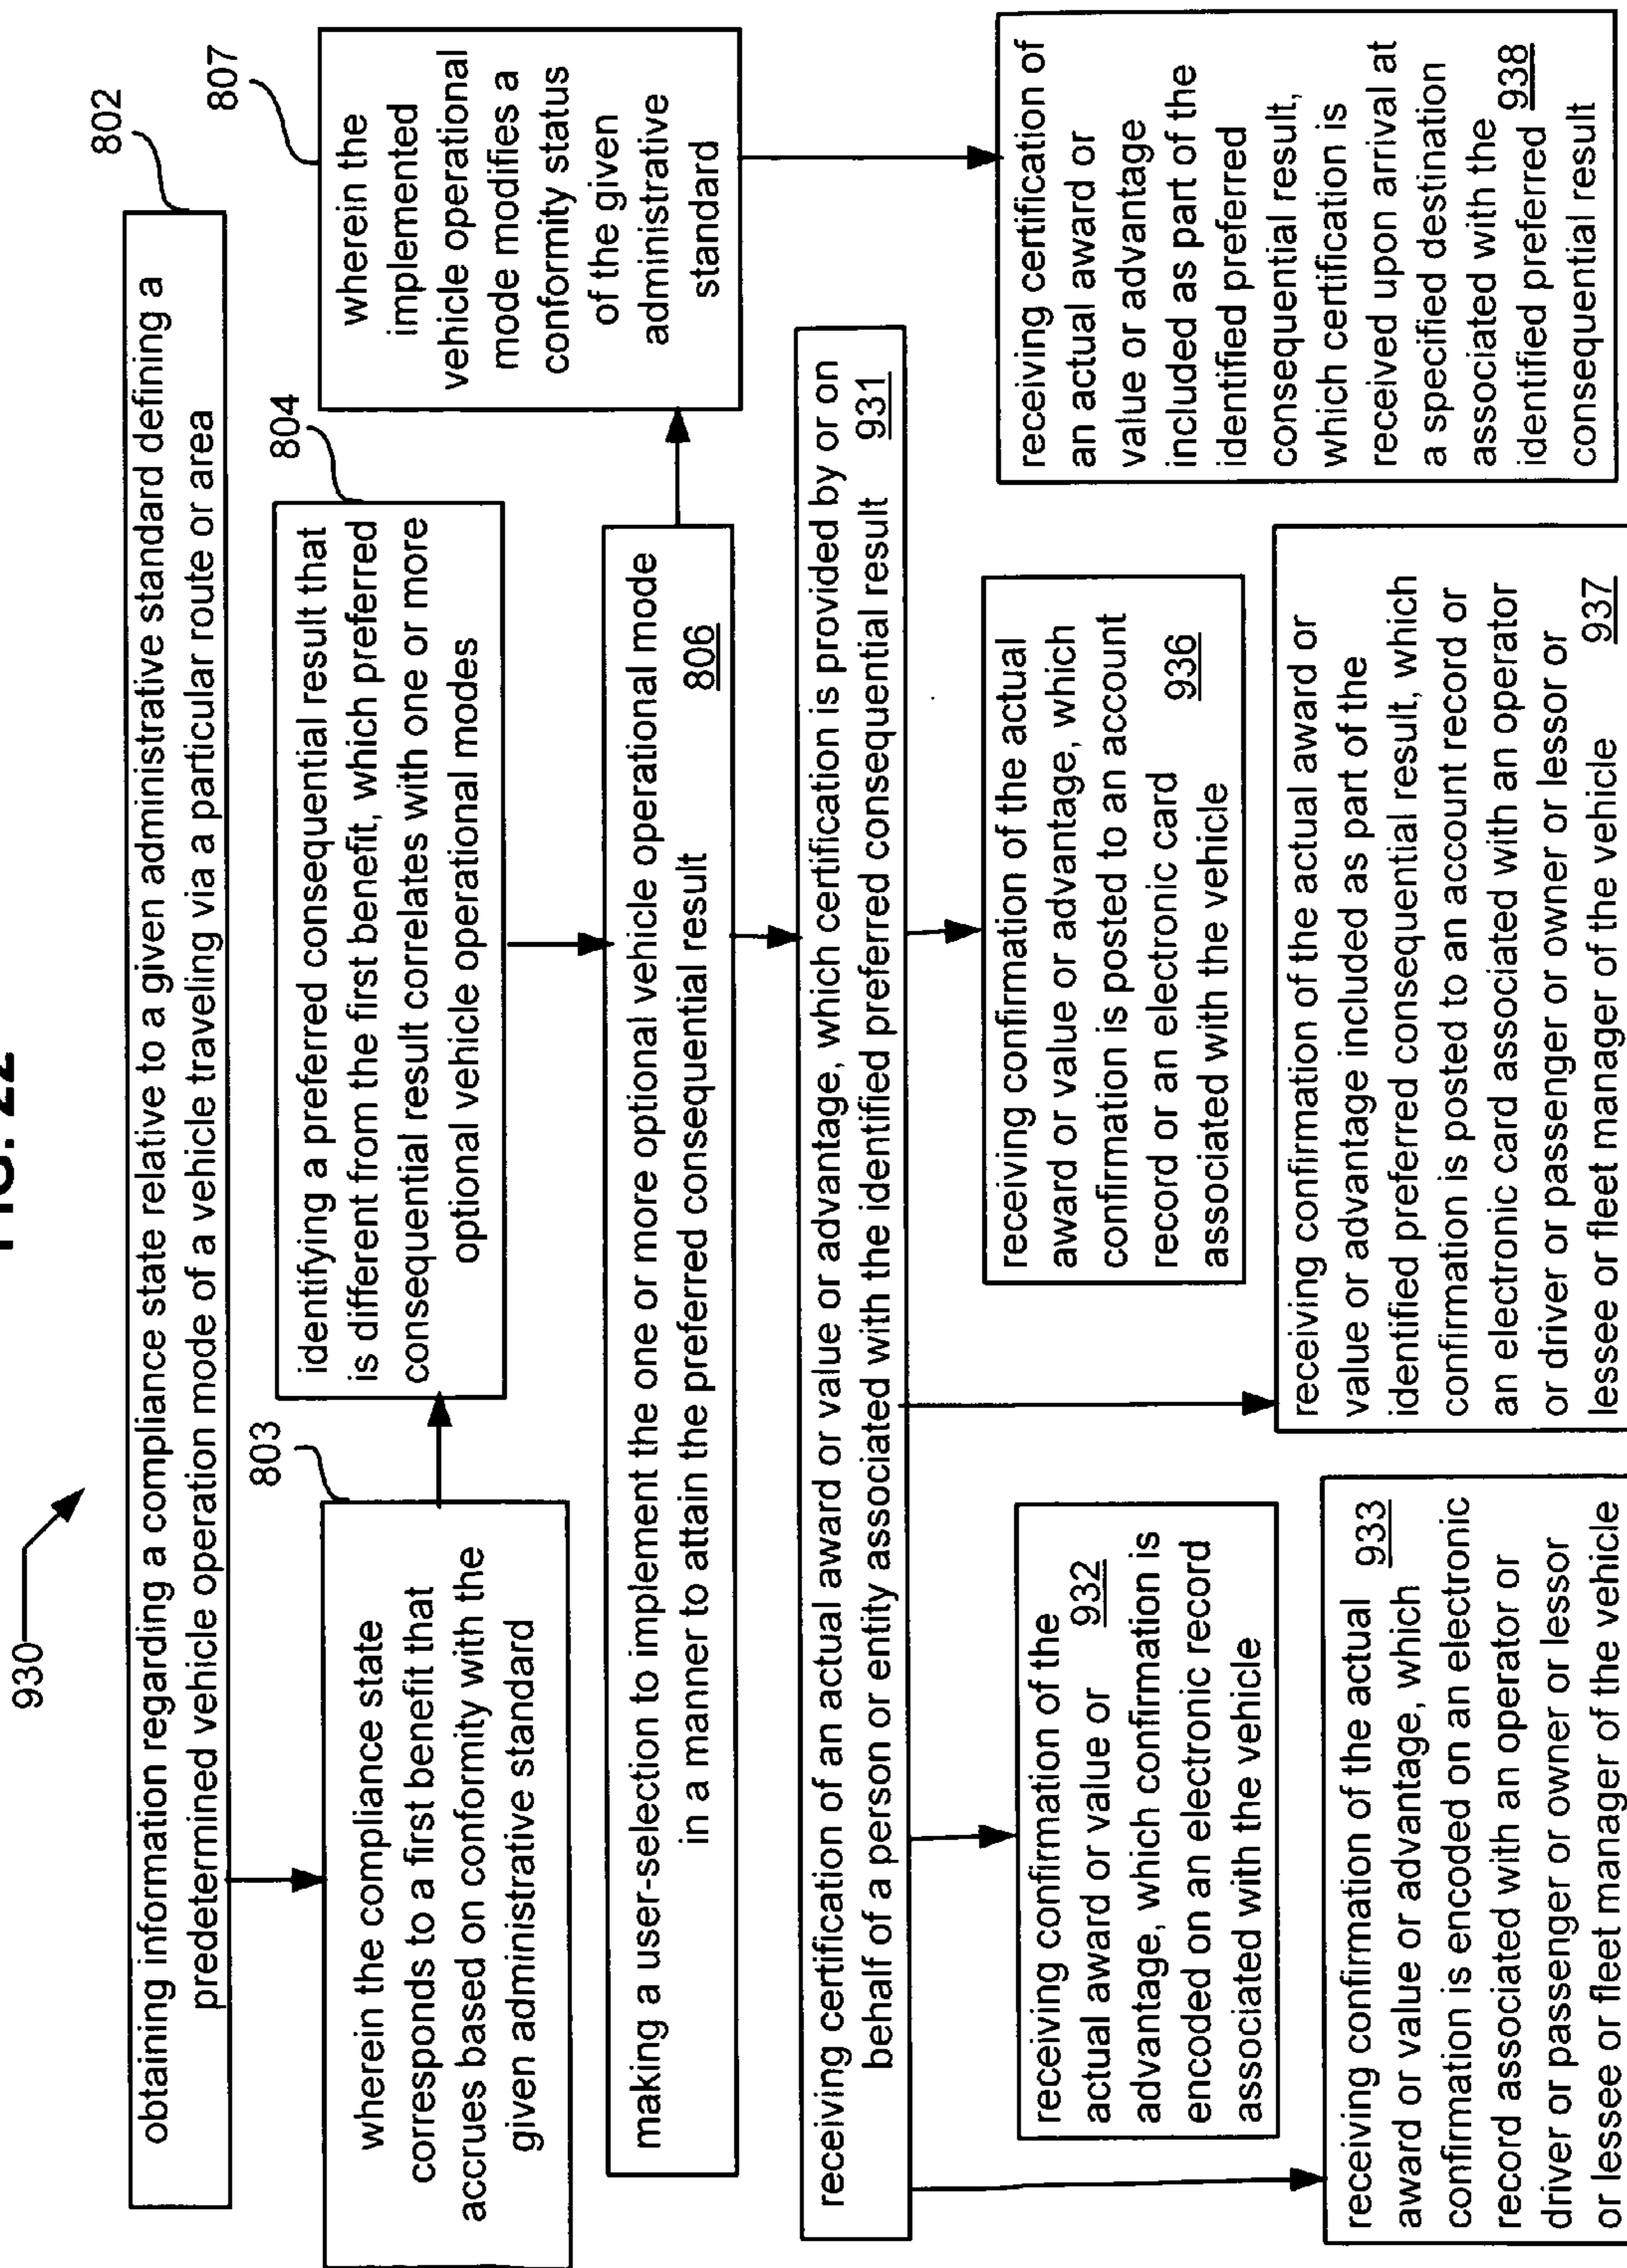 FIG. 22
930
802
obtaining information regarding a compliance state relative to a given administrative standard defining a
predetermined vehicle operation mode of a vehicle traveling via a particular route or area
803
wherein the compliance state
corresponds to a first benefit that
accrues based on conformity with the
given administrative standard
804
identifying a preferred consequential result that
is different from the first benefit, which preferred
consequential result correlates with one or more
optional vehicle operational modes
807
wherein the
implemented
vehicle operational
mode modifies a
conformity status
of the given
administrative
standard
making a user-selection to implement the one or more optional vehicle operational mode
in a manner to attain the preferred consequential result 806
receiving certification of an actual award or value or advantage, which certification is provided by or on
behalf of a person or entity associated with the identified preferred consequential result 931
receiving confirmation of the
actual award or value or 932
advantage, which confirmation is
encoded on an electronic record
associated with the vehicle
receiving confirmation of the actual
award or value or advantage, which 933
confirmation is encoded on an electronic
record associated with an operator or
driver or passenger or owner or lessor
or lessee or fleet manager of the vehicle
receiving confirmation of the actual
award or value or advantage, which
confirmation is posted to an account
record or an electronic card 936
associated with the vehicle
receiving confirmation of the actual award or
value or advantage included as part of the
identified preferred consequential result, which
confirmation is posted to an account record or
an electronic card associated with an operator
or driver or passenger or owner or lessor or
lessee or fleet manager of the vehicle 937
receiving certification of
an actual award or
value or advantage
included as part of the
identified preferred
consequential result,
which certification is
received upon arrival at
a specified destination
associated with the
identified preferred 938
consequential result